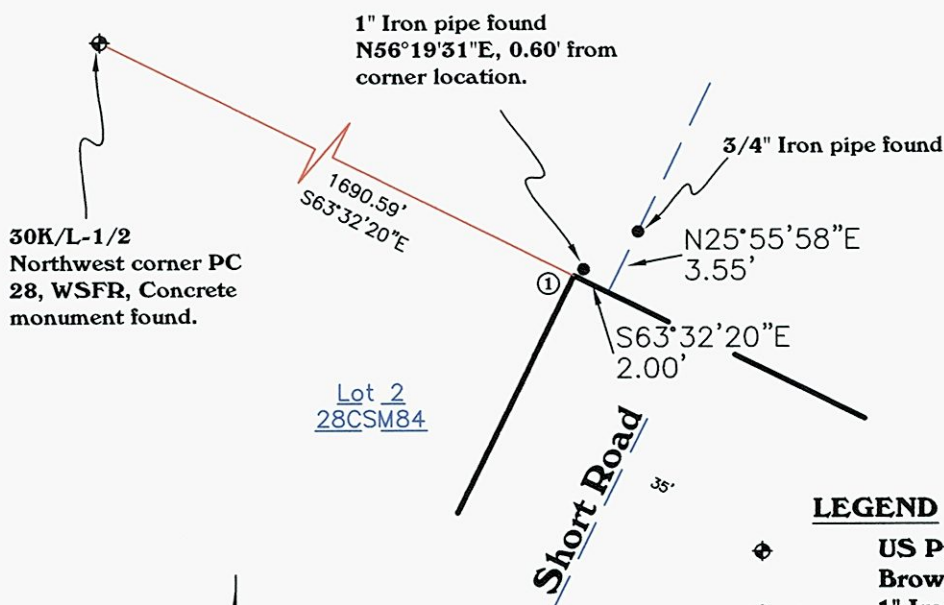 1" Iron pipe found
N56°19'31"E, 0.60' from
corner location.
3/4" Iron pipe found
1690.59'
S63°32'20"E
30K/L-1/2
Northwest corner PC
28, WSFR, Concrete
monument found.
N25°55'58"E
3.55'
1
S63°32'20"E
2.00'
Lot 2
28CSM84
Short Road
35'
LEGEND
US P
Brow
1" Iro